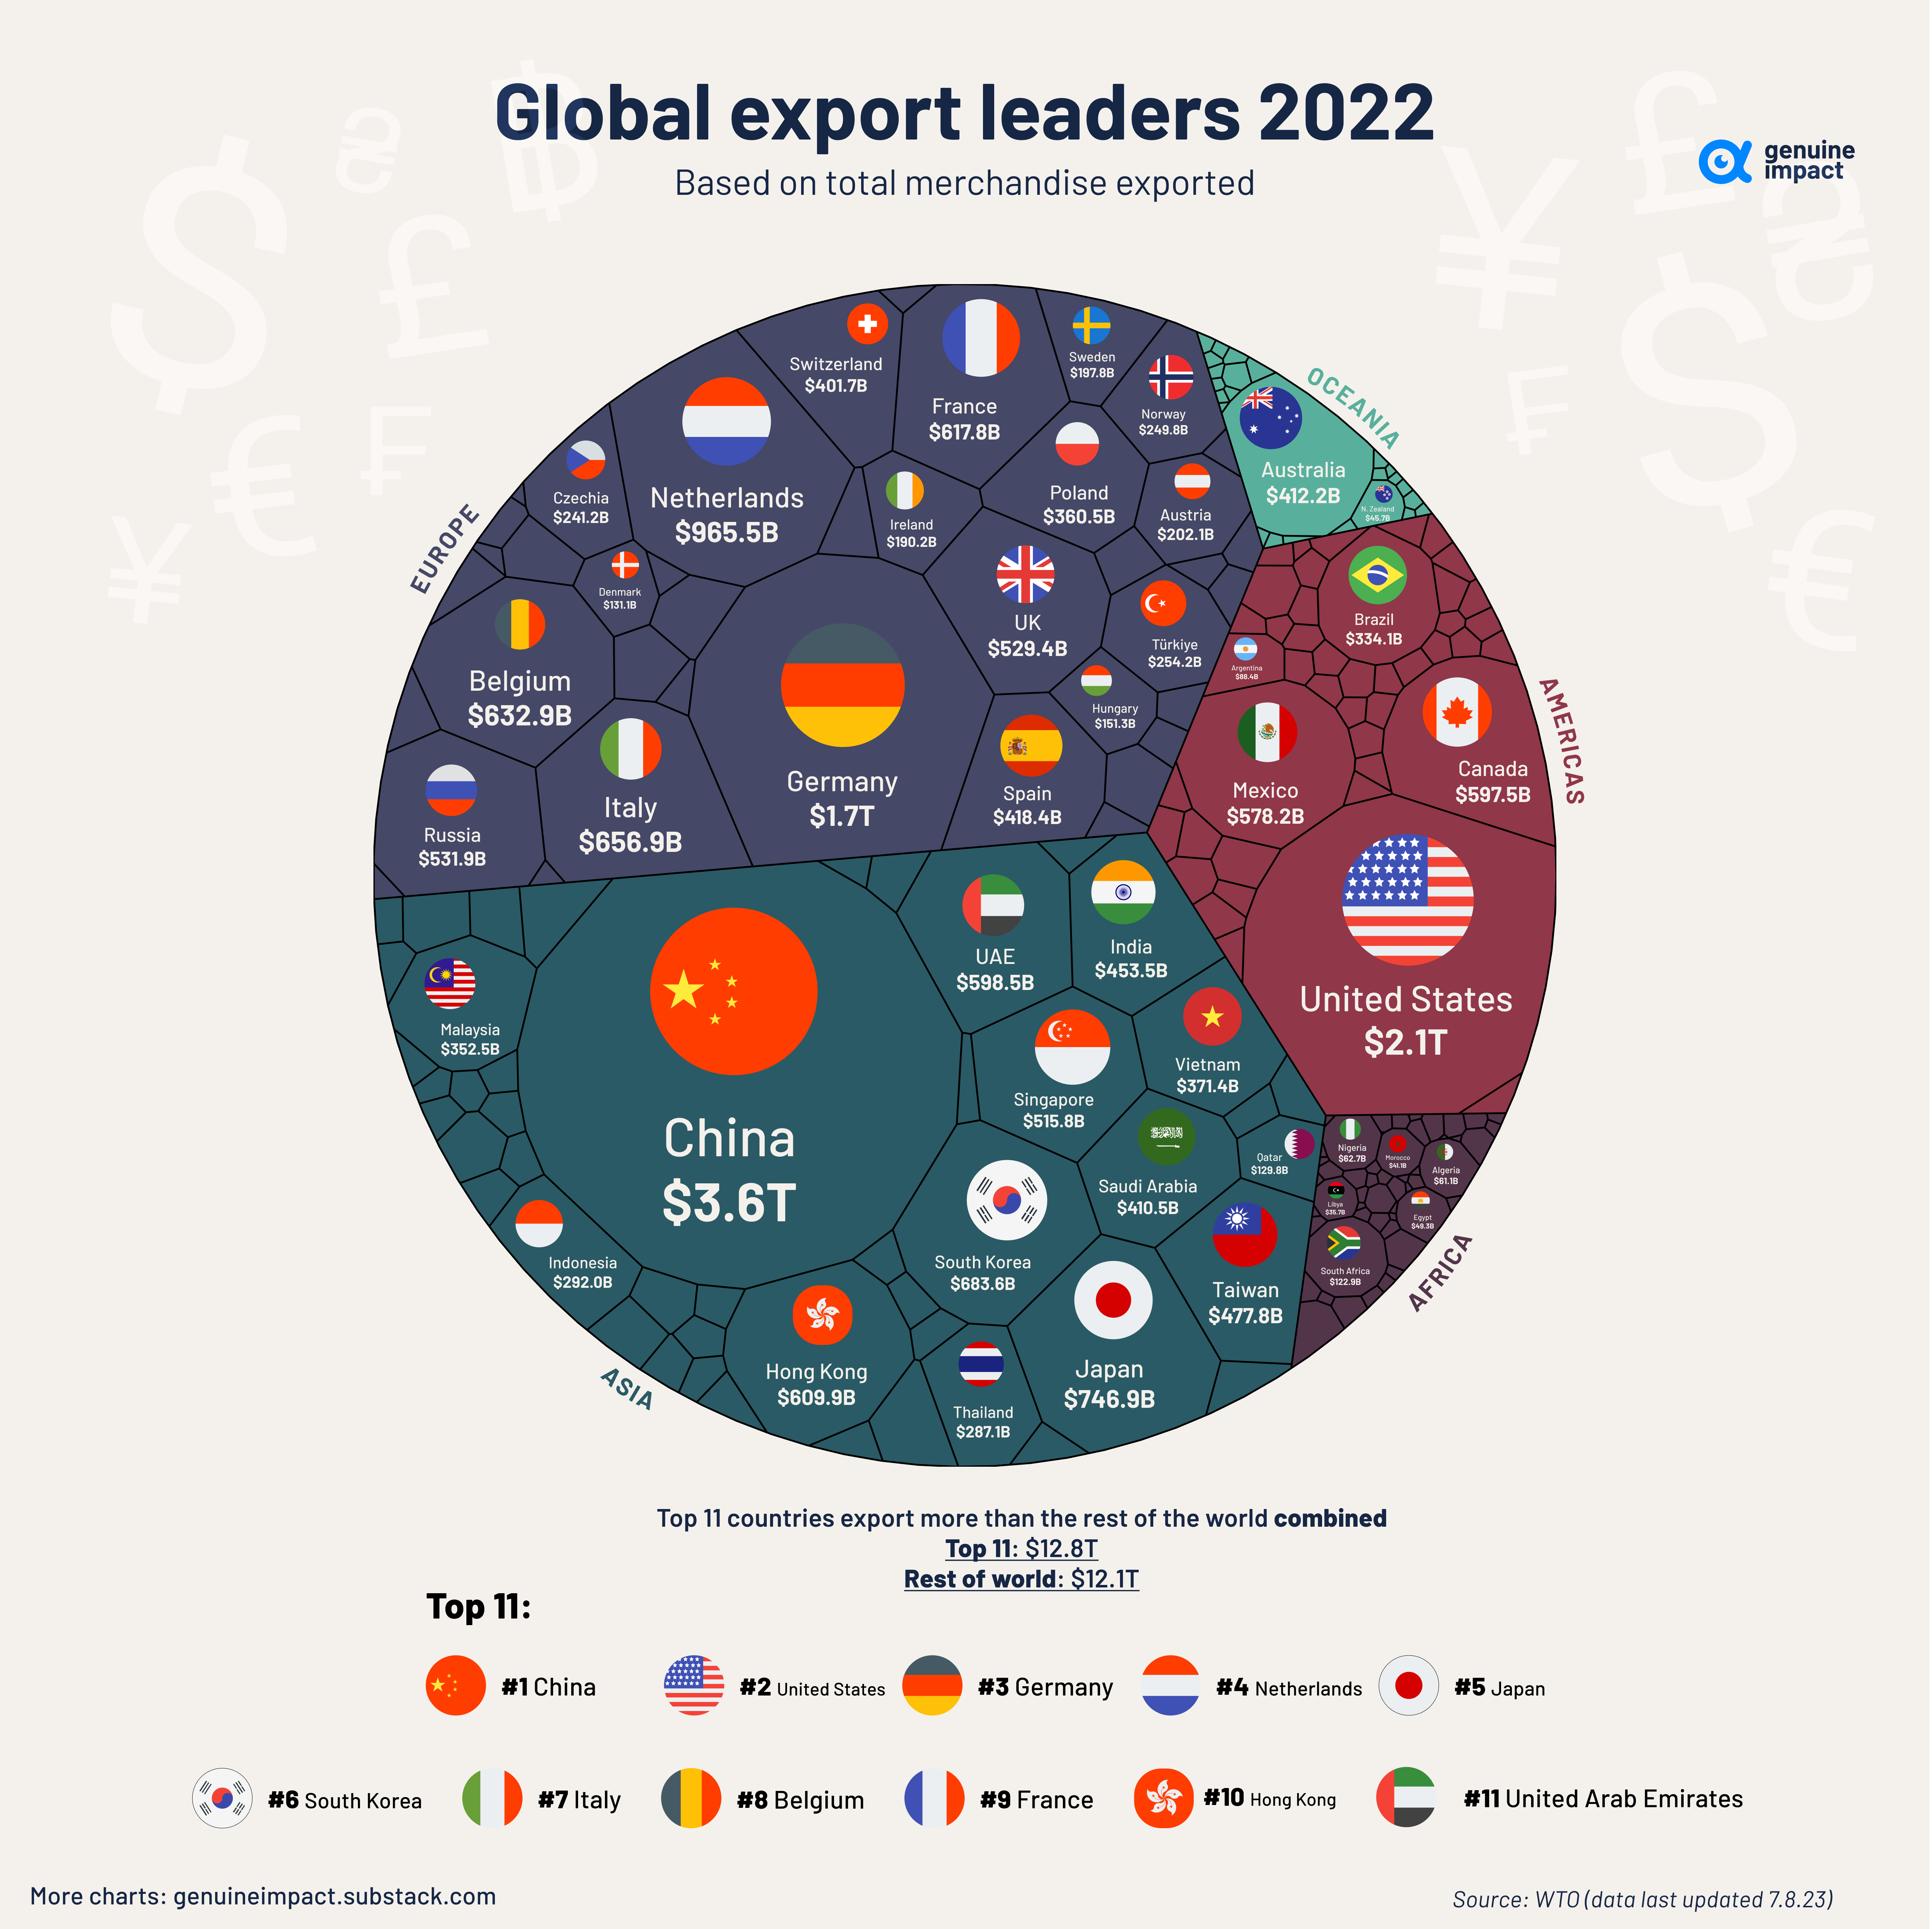 Global export leaders 2022
Based on total merchandise exported
genuine
impact
EUROPE
OCEANIA
AMERICAS
ASIA
AFRICA
Switzerland
$401.7B
France
$617.8B
Sweden
$197.8B
Norway
$249.8B
Netherlands
$965.5B
Czechia
$241.2B
Ireland
$190.2B
Poland
$360.5B
Austria
$202.1B
Denmark
$131.1B
Belgium
$632.9B
UK
$529.4B
Türkiye
$254.2B
Hungary
$151.3B
Germany
$1.7T
Spain
$418.4B
Italy
$656.9B
Russia
$531.9B
Australia
$412.2B
N. Zealand
$45.7B
Brazil
$334.1B
Argentina
$88.4B
Mexico
$578.2B
Canada
$597.5B
United States
$2.1T
UAE
$598.5B
India
$453.5B
Malaysia
$352.5B
China
$3.6T
Singapore
$515.8B
Vietnam
$371.4B
Saudi Arabia
$410.5B
Qatar
$129.8B
Indonesia
$292.0B
South Korea
$683.6B
Taiwan
$477.8B
Hong Kong
$609.9B
Thailand
$287.1B
Japan
$746.9B
Nigeria
$62.7B
Morocco
$41.1B
Algeria
$61.1B
Libya
$35.7B
Egypt
$49.3B
South Africa
$122.9B
Top 11 countries export more than the rest of the world combined
Top 11: $12.8T
Rest of world: $12.1T
Top 11:
#1 China
#2 United States
#3 Germany
#4 Netherlands
#5 Japan
#6 South Korea
#7 Italy
#8 Belgium
#9 France
#10 Hong Kong
#11 United Arab Emirates
More charts: genuineimpact.substack.com
Source: WTO (data last updated 7.8.23)